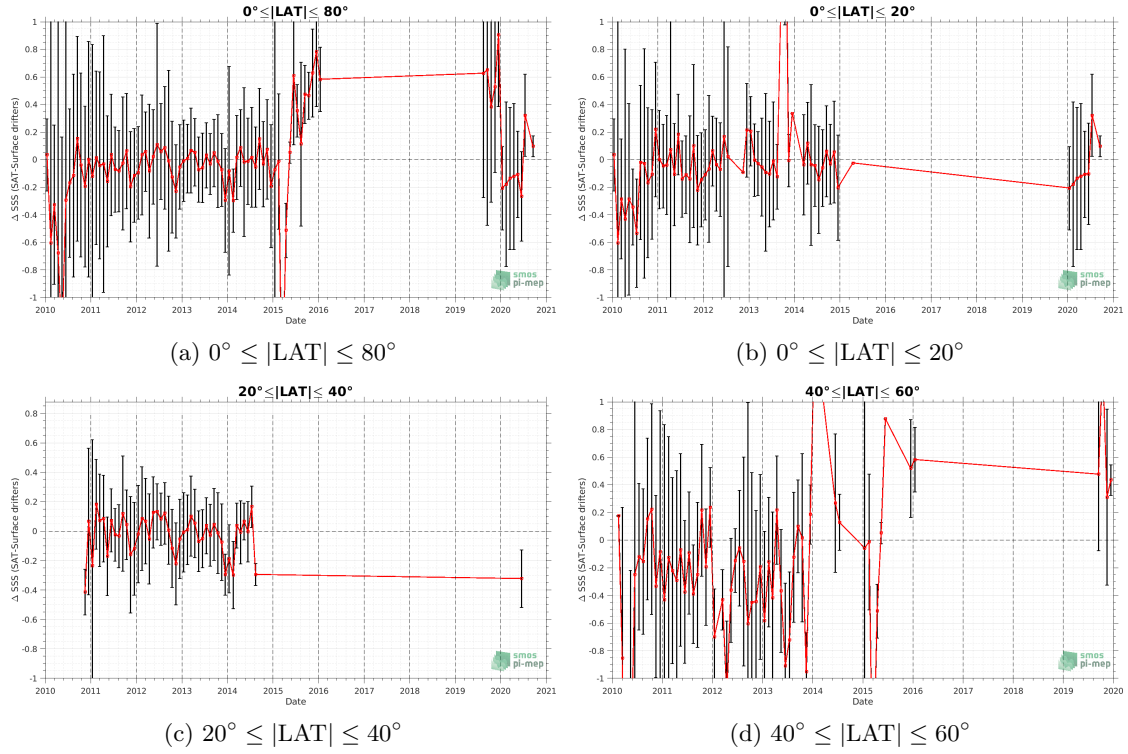 0°≤|LAT|≤ 80°
Δ SSS (SAT-Surface drifters)
1
0.8
0.6
0.4
0.2
0
-0.2
-0.4
-0.6
-0.8
-1
2010 2011 2012 2013 2014 2015 2016 2017 2018 2019 2020 2021
Date
smos
pi-mep
(a) 0° ≤ |LAT| ≤ 80°
0°≤|LAT|≤ 20°
Δ SSS (SAT-Surface drifters)
1
0.8
0.6
0.4
0.2
0
-0.2
-0.4
-0.6
-0.8
-1
2010 2011 2012 2013 2014 2015 2016 2017 2018 2019 2020 2021
Date
smos
pi-mep
(b) 0° ≤ |LAT| ≤ 20°
20°≤|LAT|≤ 40°
Δ SSS (SAT-Surface drifters)
0.8
0.6
0.4
0.2
0
-0.2
-0.4
-0.6
-0.8
-1
2010 2011 2012 2013 2014 2015 2016 2017 2018 2019 2020 2021
Date
smos
pi-mep
(c) 20° ≤ |LAT| ≤ 40°
40°≤|LAT|≤ 60°
Δ SSS (SAT-Surface drifters)
1
0.8
0.6
0.4
0.2
0
-0.2
-0.4
-0.6
-0.8
-1
2010 2011 2012 2013 2014 2015 2016 2017 2018 2019 2020
Date
smos
pi-mep
(d) 40° ≤ |LAT| ≤ 60°